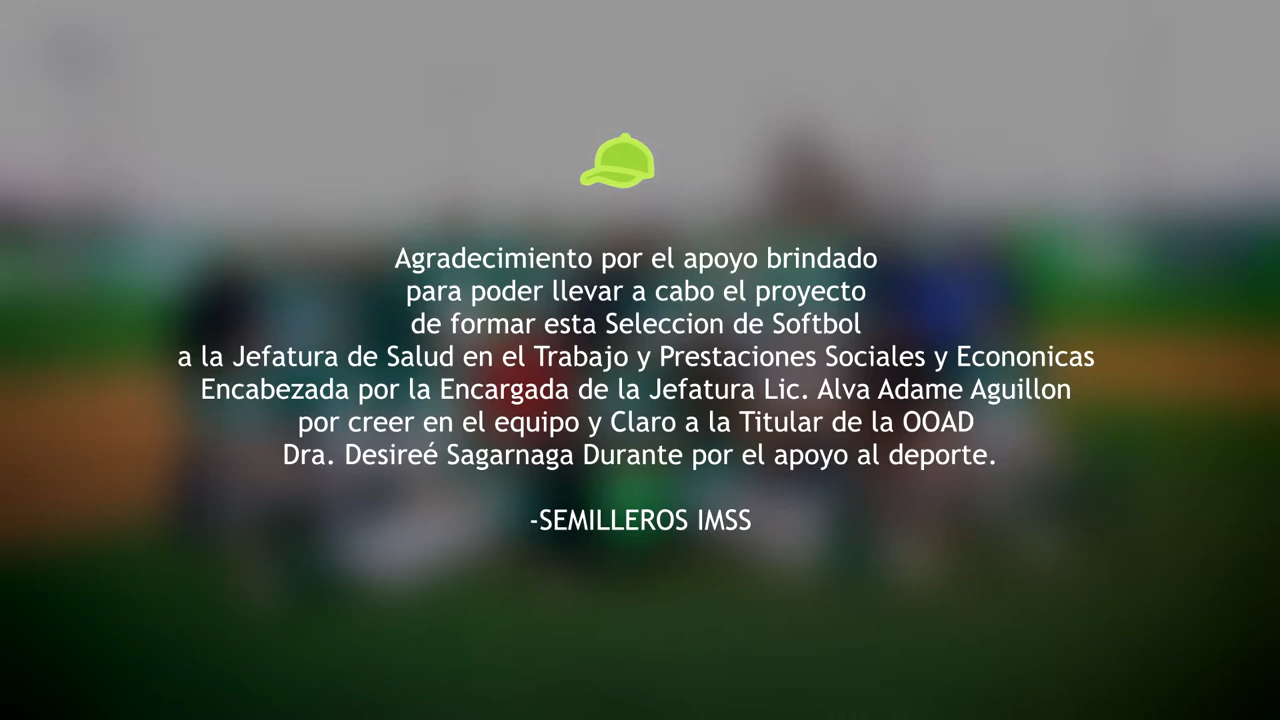 Agradecimiento por el apoyo brindado
para poder llevar a cabo el proyecto
de formar esta Seleccion de Softbol
a la Jefatura de Salud en el Trabajo y Prestaciones Sociales y Econonicas
Encabezada por la Encargada de la Jefatura Lic. Alva Adame Aguillon
por creer en el equipo y Claro a la Titular de la OOAD
Dra. Desireé Sagarnaga Durante por el apoyo al deporte.
-SEMILLEROS IMSS